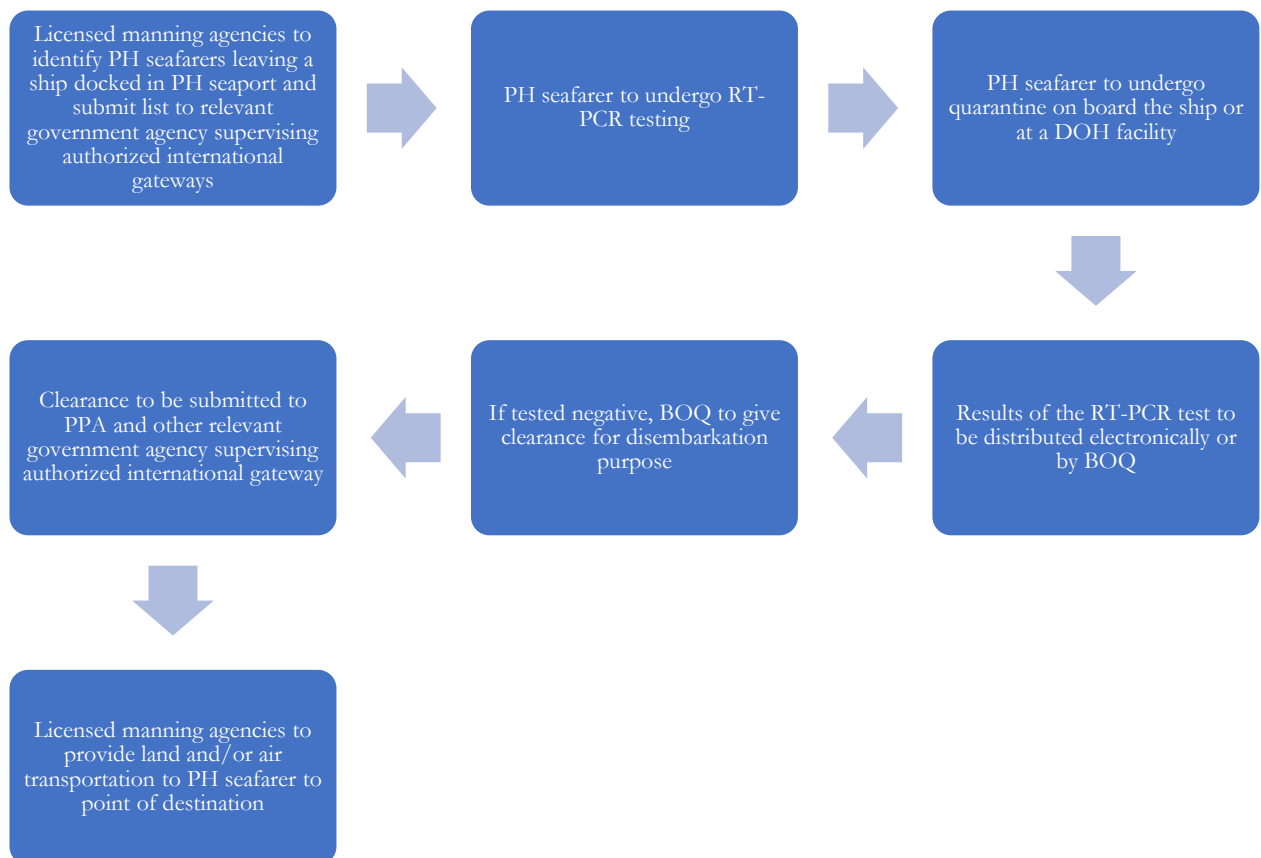 Licensed manning agencies to
identify PH seafarers leaving a
ship docked in PH seaport and
submit list to relevant
government agency supervising
authorized international
gateways
PH seafarer to undergo RT-
PCR testing
PH seafarer to undergo
quarantine on board the ship or
at a DOH facility
Results of the RT-PCR test to
be distributed electronically or
by BOQ
If tested negative, BOQ to give
clearance for disembarkation
purpose
Clearance to be submitted to
PPA and other relevant
government agency supervising
authorized international gateway
Licensed manning agencies to
provide land and/or air
transportation to PH seafarer to
point of destination